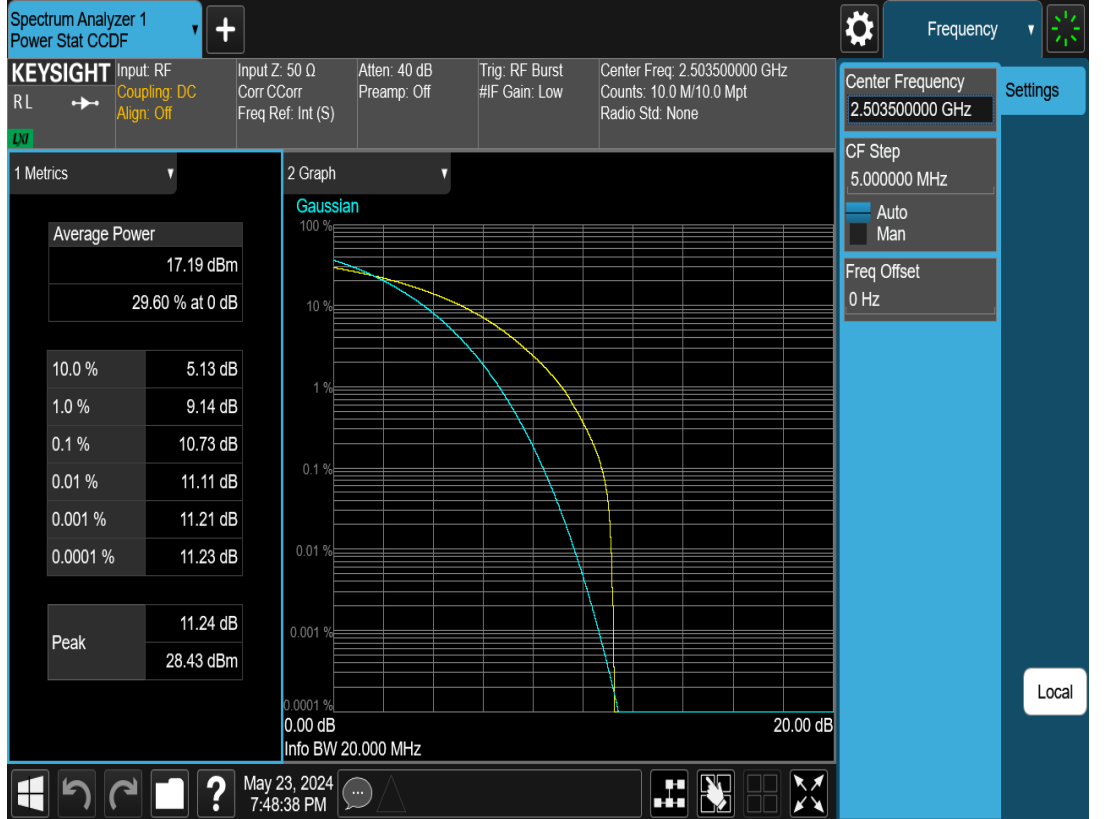 Spectrum Analyzer 1
Power Stat CCDF
+
Frequency
KEYSIGHT
RL
LXI
Input: RF
Coupling: DC
Align: Off
Input Z: 50 Ω
Corr CCorr
Freq Ref: Int (S)
Atten: 40 dB
Preamp: Off
Trig: RF Burst
#IF Gain: Low
Center Freq: 2.503500000 GHz
Counts: 10.0 M/10.0 Mpt
Radio Std: None
Center Frequency
2.503500000 GHz
Settings
CF Step
5.000000 MHz
Auto
Man
Freq Offset
0 Hz
Local
1 Metrics
Average Power
17.19 dBm
29.60 % at 0 dB
10.0 % 5.13 dB
1.0 % 9.14 dB
0.1 % 10.73 dB
0.01 % 11.11 dB
0.001 % 11.21 dB
0.0001 % 11.23 dB
Peak
11.24 dB
28.43 dBm
2 Graph
Gaussian
100 %
10 %
1 %
0.1 %
0.01 %
0.001 %
0.0001 %
0.00 dB 20.00 dB
Info BW 20.000 MHz
?
May 23, 2024
7:48:38 PM